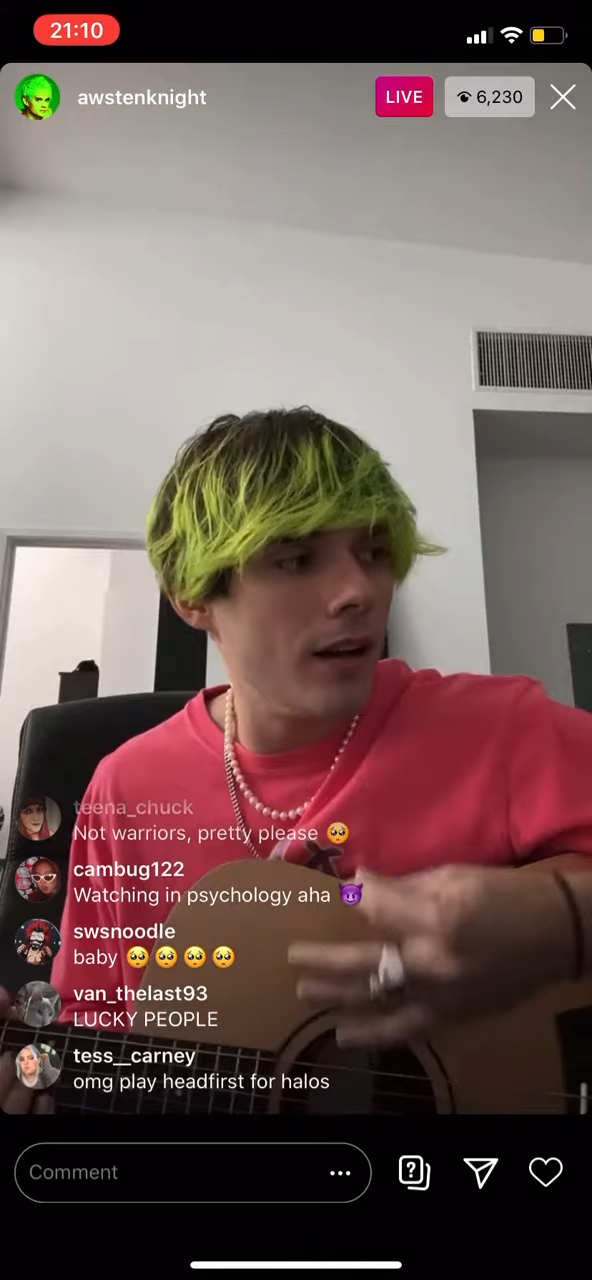 21:10
awstenknight
LIVE
6,230
teena_chuck
Not warriors, pretty please 🥺
cambug122
Watching in psychology aha 😈
swsnoodle
baby 🥺🥺🥺🥺
van_thelast93
LUCKY PEOPLE
tess__carney
omg play headfirst for halos
Comment